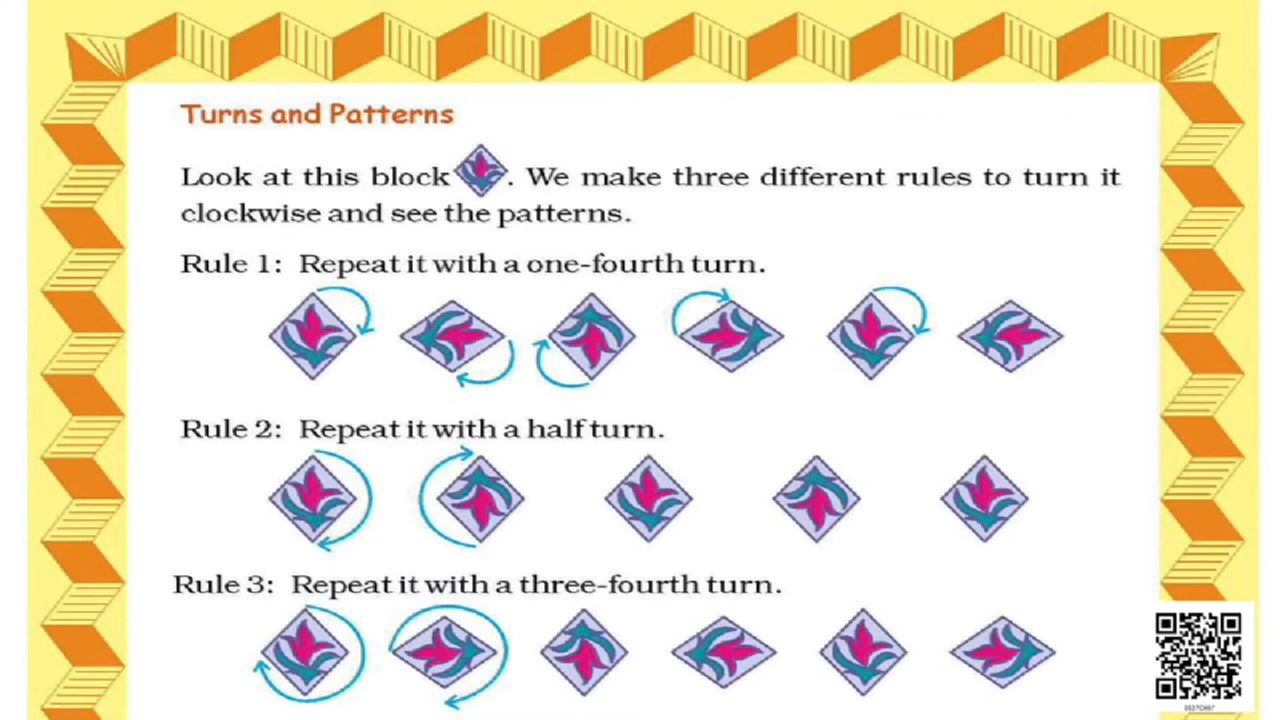 Turns and Patterns
Look at this block . We make three different rules to turn it
clockwise and see the patterns.
Rule 1: Repeat it with a one-fourth turn.
Rule 2: Repeat it with a half turn.
Rule 3: Repeat it with a three-fourth turn.